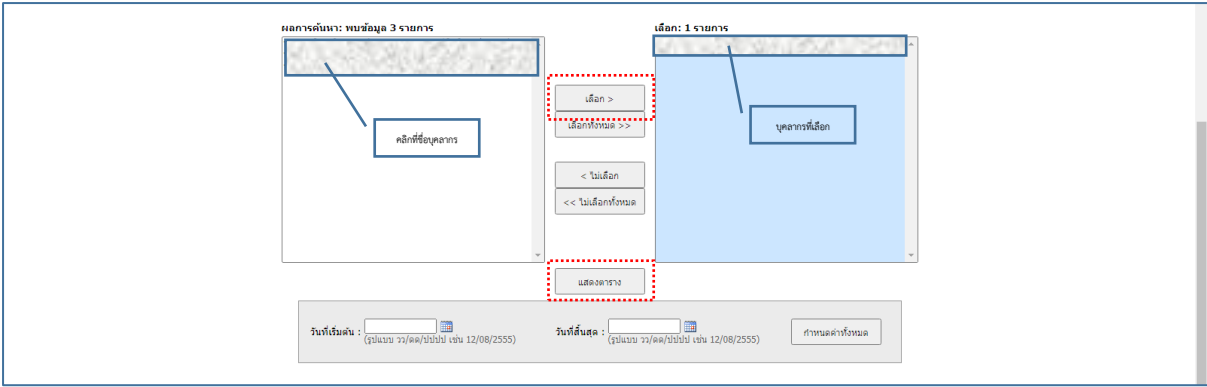 ผลการค้นหา: พบข้อมูล 3 รายการ
เลือก: 1 รายการ
เลือก >
เลือกทั้งหมด >>
คลิกที่ชื่อบุคลากร
บุคลากรที่เลือก
< ไม่เลือก
<< ไม่เลือกทั้งหมด
แสดงตาราง
วันที่เริ่มต้น :
(รูปแบบ วว/ดด/ปปปป เช่น 12/08/2555)
วันที่สิ้นสุด :
(รูปแบบ วว/ดด/ปปปป เช่น 12/08/2555)
กำหนดค่าทั้งหมด